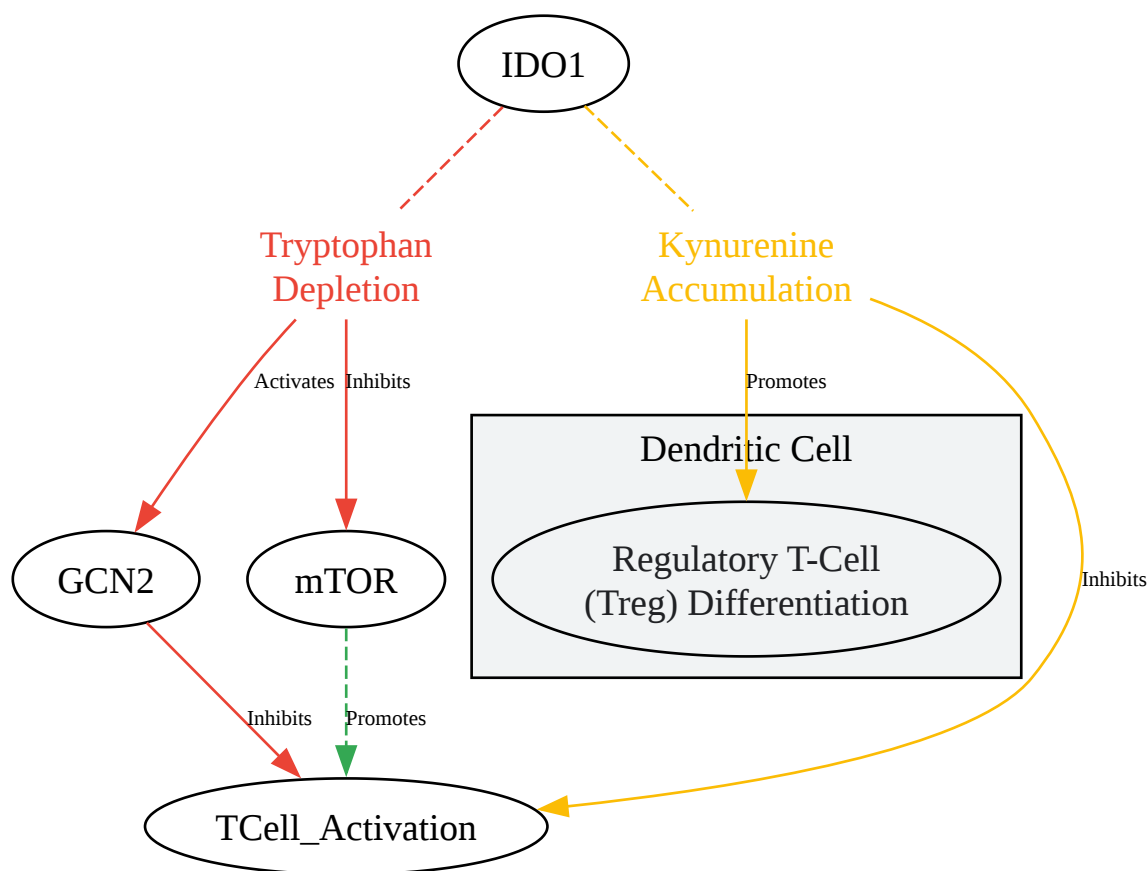 IDO1
Tryptophan
Depletion
Kynurenine
Accumulation
Activates
Inhibits
Promotes
Dendritic Cell
Regulatory T-Cell
(Treg) Differentiation
GCN2
mTOR
Inhibits
Inhibits
Promotes
TCell_Activation